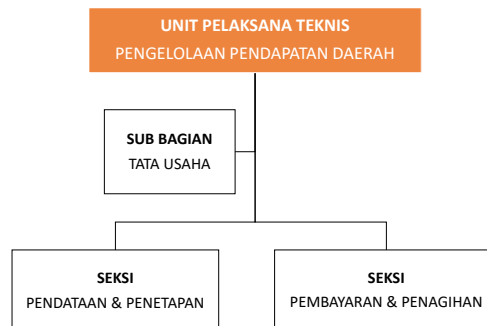 UNIT PELAKSANA TEKNIS
PENGELOLAAN PENDAPATAN DAERAH
SUB BAGIAN
TATA USAHA
SEKSI
PENDATAAN & PENETAPAN
SEKSI
PEMBAYARAN & PENAGIHAN